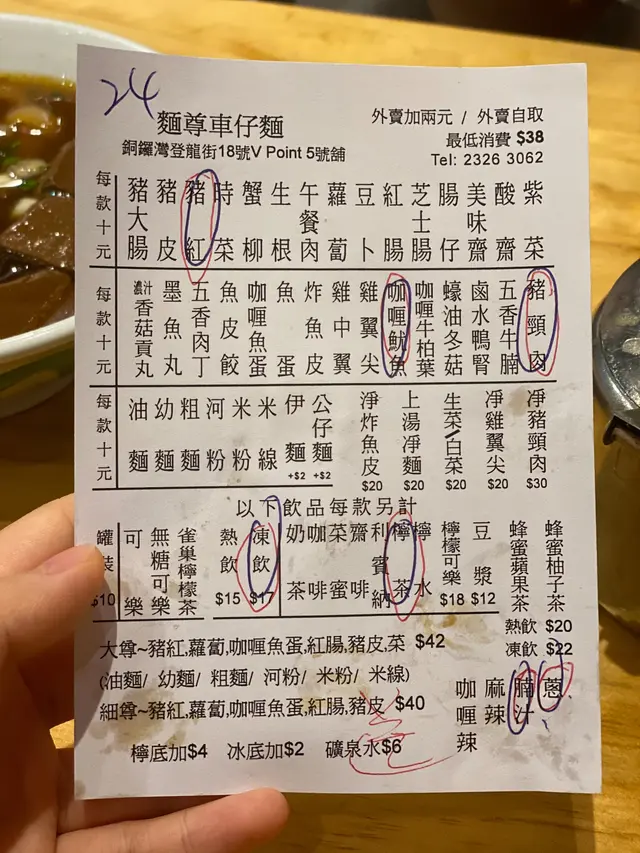 24
麵尊車仔麵
外賣加兩元 / 外賣自取
銅鑼灣登龍街18號V Point 5號舖
最低消費 $38
Tel: 2326 3062
每款十元
豬大腸
豬皮
豬紅
時菜
蟹柳
生根
午餐肉
蘿蔔
豆卜
紅腸
芝士腸
腸仔
美味齋
酸齋
紫菜
每款十元
濃汁香菇貢丸
墨魚丸
五香肉丁
魚皮餃
咖喱魚蛋
魚蛋
炸魚皮
雞中翼
雞翼尖
咖喱魷魚
咖喱牛柏葉
蠔油冬菇
鹵水鴨腎
五香牛腩
豬頸肉
每款十元
油麵
幼麵
粗麵
河粉
米粉
米線
伊麵 +$2
公仔麵 +$2
淨炸魚皮 $20
上湯凈麵 $20
生菜/白菜 $20
凈雞翼尖 $20
凈豬頸肉 $30
以下飲品每款另計
罐裝 $10
可樂
無糖可樂
雀巢檸檬茶
熱飲 $15
凍飲 $17
奶茶
咖啡
菜蜜
齋啡
利賓納
檸茶
檸水
檸檬可樂 $18
豆漿 $12
蜂蜜蘋果茶
蜂蜜柚子茶
熱飲 $20
凍飲 $22
大尊~豬紅,蘿蔔,咖喱魚蛋,紅腸,豬皮,菜 $42
(油麵/ 幼麵/ 粗麵/ 河粉/ 米粉/ 米線)
細尊~豬紅,蘿蔔,咖喱魚蛋,紅腸,豬皮 $40
咖喱
麻辣
腩汁
蔥
辣
檸底加$4 冰底加$2 礦泉水$6